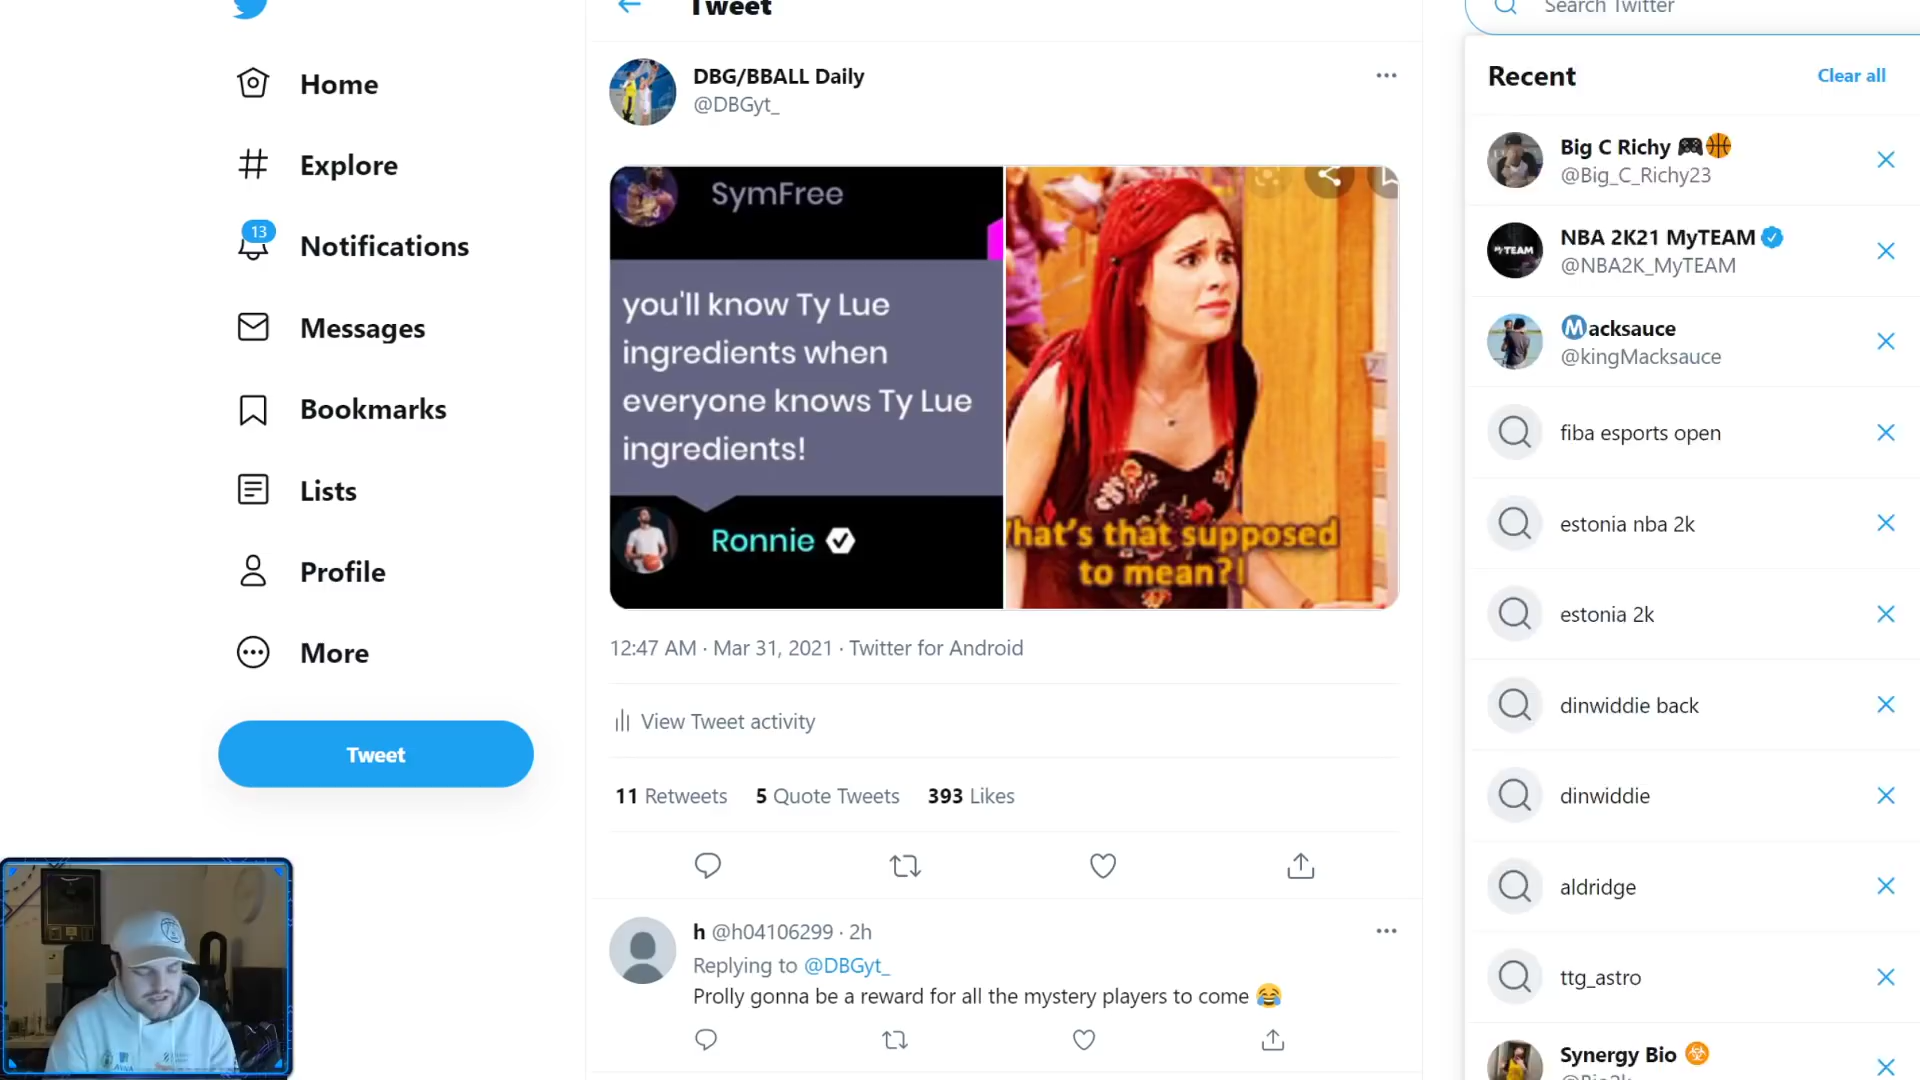 Tweet
Search Twitter
Home
Explore
13
Notifications
Messages
Bookmarks
Lists
Profile
More
Tweet
DBG/BBALL Daily
@DBGyt_
SymFree
you'll know Ty Lue
ingredients when
everyone knows Ty Lue
ingredients!
Ronnie
hat's that supposed
to mean?!
12:47 AM · Mar 31, 2021 · Twitter for Android
View Tweet activity
11 Retweets 5 Quote Tweets 393 Likes
h @h04106299 · 2h
Replying to @DBGyt_
Prolly gonna be a reward for all the mystery players to come 😂
Recent
Clear all
Big C Richy 🎮🏀
@Big_C_Richy23
MYTEAM
NBA 2K21 MyTEAM
@NBA2K_MyTEAM
Ⓜacksauce
@kingMacksauce
fiba esports open
estonia nba 2k
estonia 2k
dinwiddie back
dinwiddie
aldridge
ttg_astro
Synergy Bio ☣